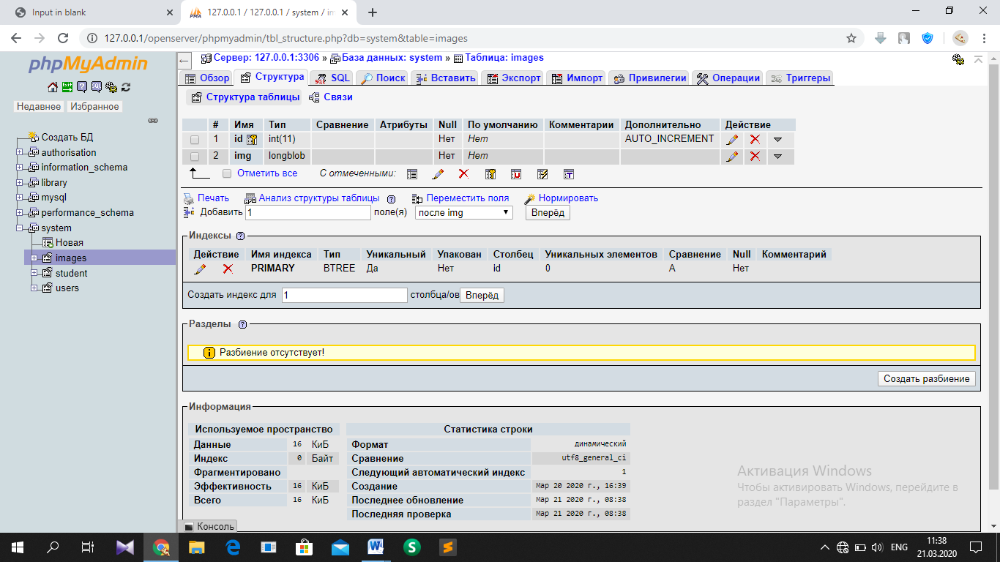 Input in blank
127.0.0.1 / 127.0.0.1 / system / im
127.0.0.1/openserver/phpmyadmin/tbl_structure.php?db=system&table=images
phpMyAdmin
Недавнее Избранное
Создать БД
authorisation
information_schema
library
mysql
performance_schema
system
Новая
images
student
users
Сервер: 127.0.0.1:3306 » База данных: system » Таблица: images
Обзор Структура SQL Поиск Вставить Экспорт Импорт Привилегии Операции Триггеры
Структура таблицы Связи
# Имя Тип Сравнение Атрибуты Null По умолчанию Комментарии Дополнительно Действие
1 id int(11) Нет Нет AUTO_INCREMENT
2 img longblob Нет Нет
Отметить все С отмеченными:
Печать Анализ структуры таблицы Переместить поля Нормировать
Добавить 1 поле(я) после img Вперёд
Индексы
Действие Имя индекса Тип Уникальный Упакован Столбец Уникальных элементов Сравнение Null Комментарий
PRIMARY BTREE Да Нет id 0 A Нет
Создать индекс для 1 столбца/ов Вперёд
Разделы
Разбиение отсутствует!
Создать разбиение
Информация
Используемое пространство
Данные 16 КиБ
Индекс 0 Байт
Фрагментировано
Эффективность 16 КиБ
Всего 16 КиБ
Статистика строки
Формат динамический
Сравнение utf8_general_ci
Следующий автоматический индекс 1
Создание Мар 20 2020 г., 16:39
Последнее обновление Мар 21 2020 г., 08:38
Последняя проверка Мар 21 2020 г., 08:38
Активация Windows
Чтобы активировать Windows, перейдите в
раздел "Параметры".
Консоль
ENG
11:38
21.03.2020